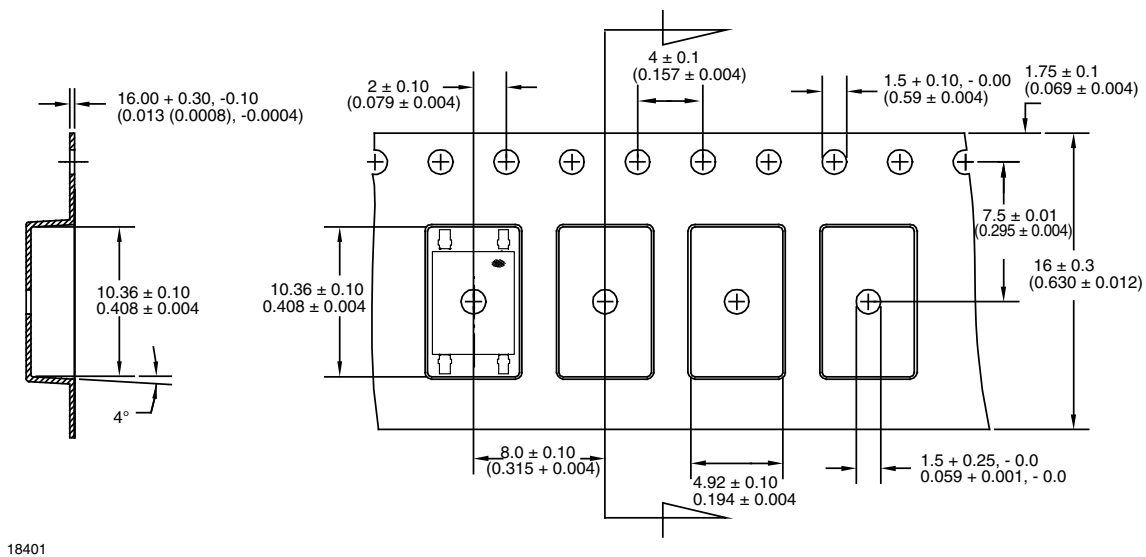 4 ± 0.1
(0.157 ± 0.004)
2 ± 0.10
(0.079 ± 0.004)
1.5 + 0.10, - 0.00
(0.59 ± 0.004)
1.75 ± 0.1
(0.069 ± 0.004)
16.00 + 0.30, -0.10
(0.013 (0.0008), -0.0004)
7.5 ± 0.01
(0.295 ± 0.004)
16 ± 0.3
(0.630 ± 0.012)
10.36 ± 0.10
0.408 ± 0.004
10.36 ± 0.10
0.408 ± 0.004
4°
8.0 ± 0.10
(0.315 + 0.004)
4.92 ± 0.10
0.194 ± 0.004
1.5 + 0.25, - 0.0
0.059 + 0.001, - 0.0
18401